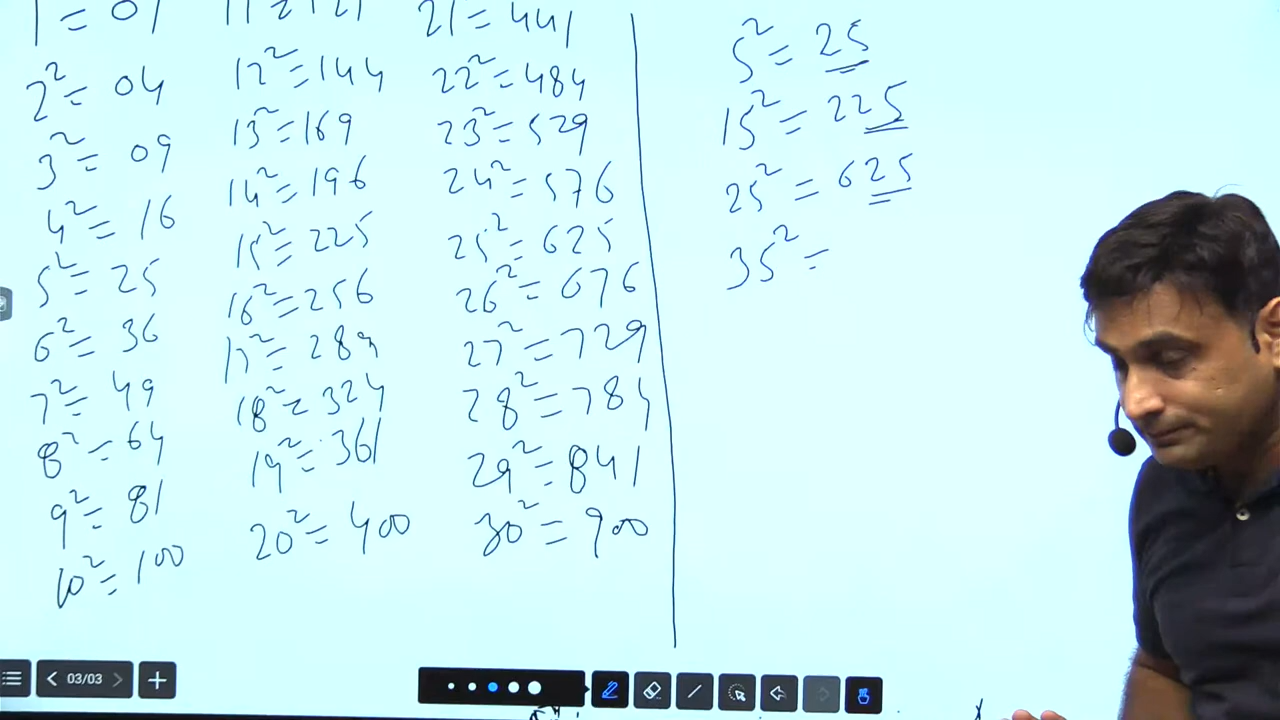 1 = 01
2² = 04
3² = 09
4² = 16
5² = 25
6² = 36
7² = 49
8² = 64
9² = 81
10² = 100
12² = 144
13² = 169
14² = 196
15² = 225
16² = 256
17² = 289
18² = 324
19² = 361
20² = 400
21² = 441
22² = 484
23² = 529
24² = 576
25² = 625
26² = 676
27² = 729
28² = 784
29² = 841
30² = 900
5² = 25
15² = 225
25² = 625
35² =
03/03